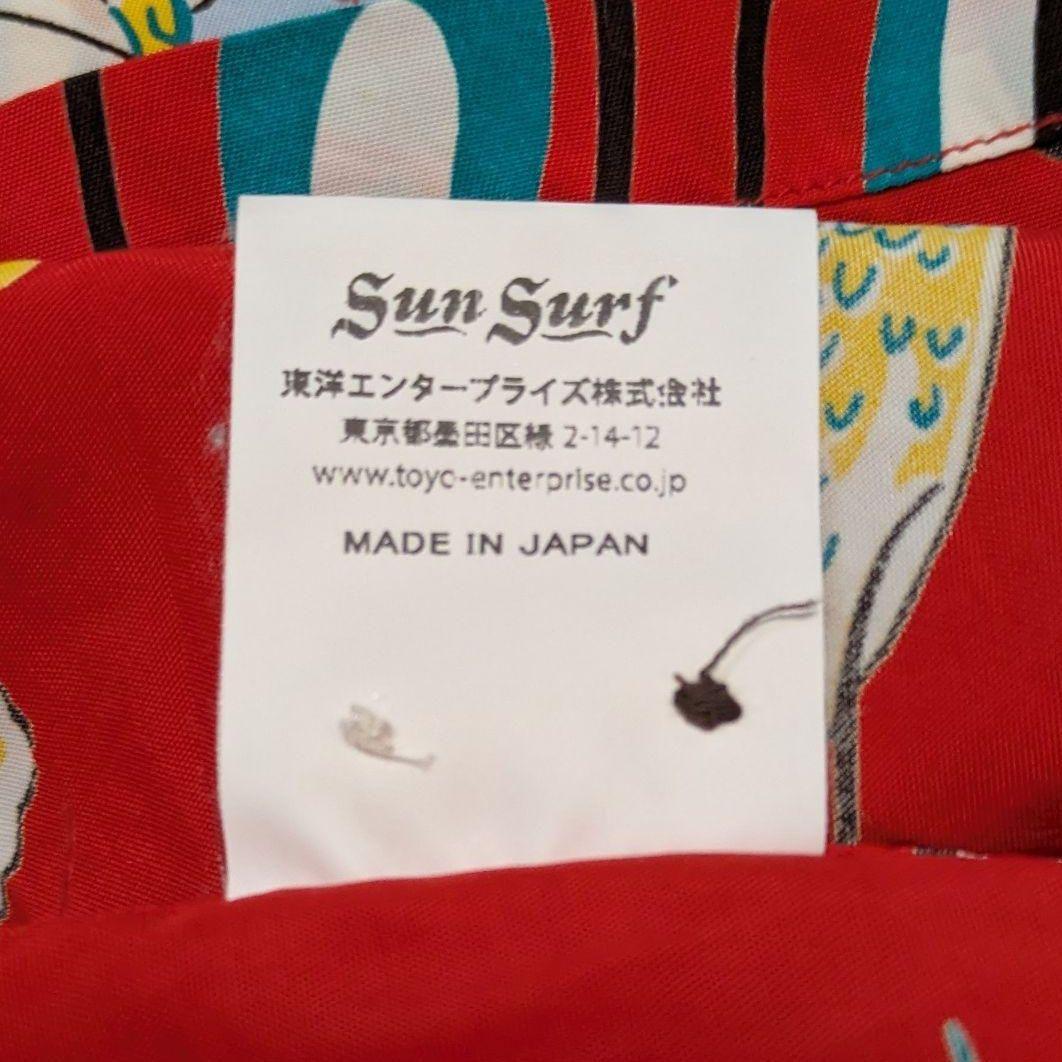 Sun Surf
東洋エンタープライズ株式会社
東京都墨田区緑 2-14-12
www.toyo-enterprise.co.jp
MADE IN JAPAN